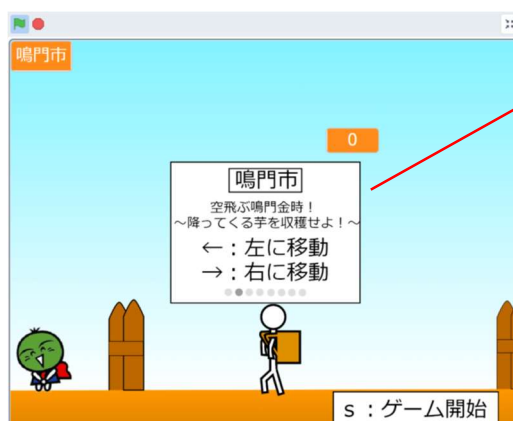 鳴門市
0
鳴門市
空飛ぶ鳴門金時！
～降ってくる芋を収穫せよ！～
←：左に移動
→：右に移動
s：ゲーム開始